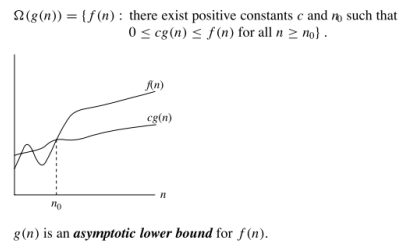 Ω(g(n)) = {f(n) : there exist positive constants c and n₀ such that
0 ≤ cg(n) ≤ f(n) for all n ≥ n₀} .
f(n)
cg(n)
n
n₀
g(n) is an asymptotic lower bound for f(n).